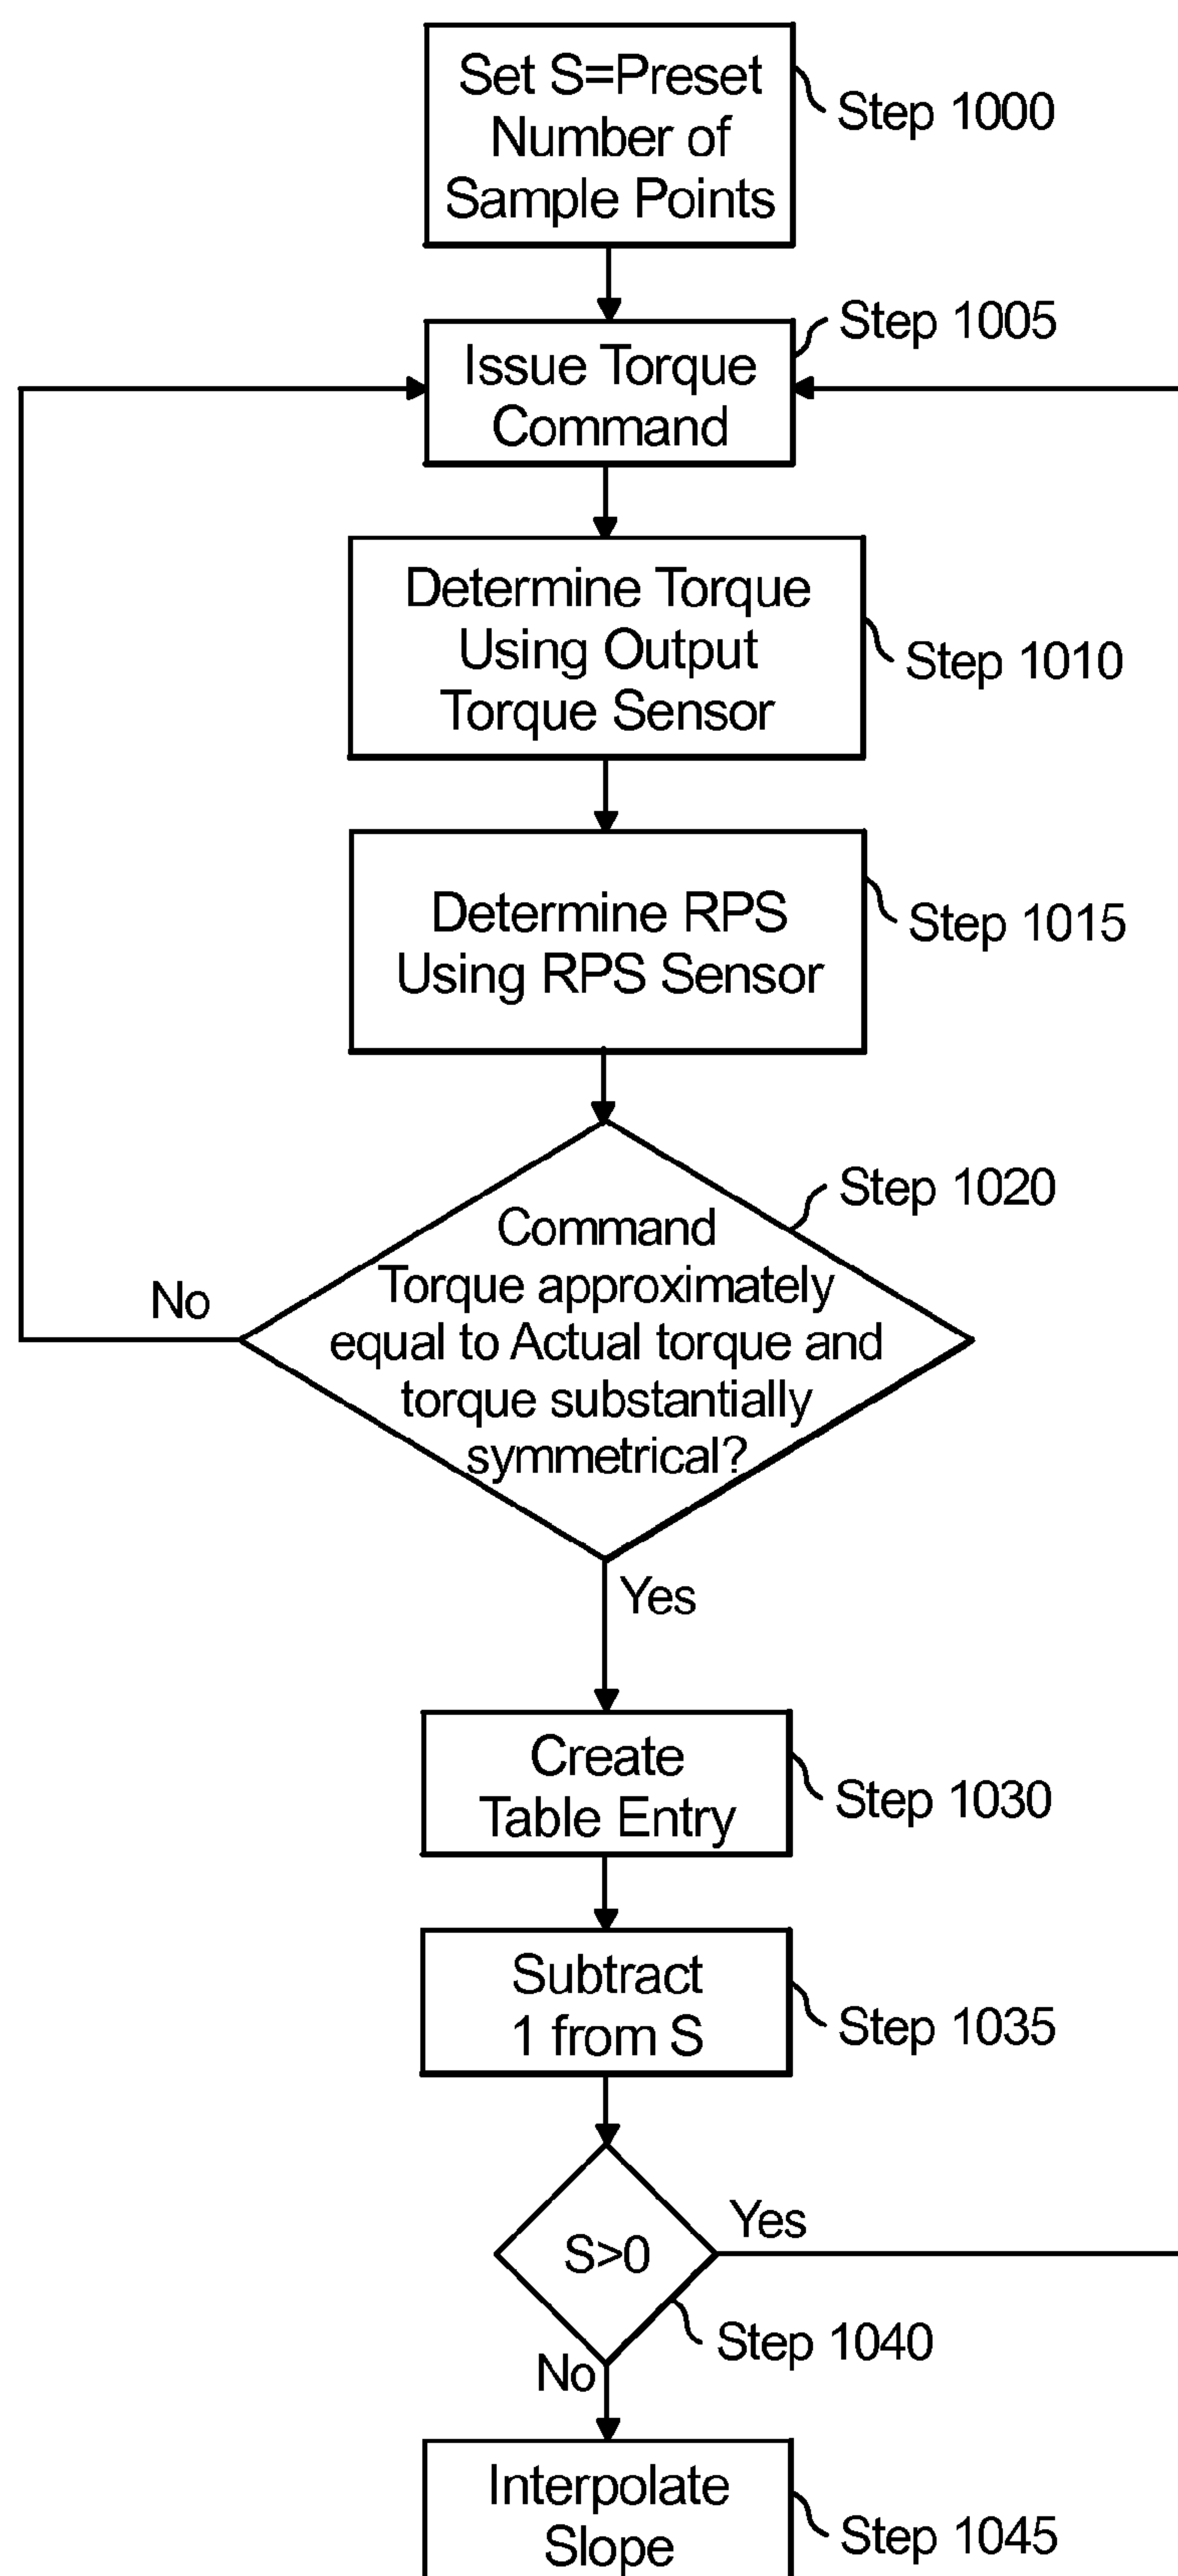 Set S=Preset
Number of
Sample Points
Step 1000
Step 1005
Issue Torque
Command
Determine Torque
Using Output
Torque Sensor
Step 1010
Determine RPS
Using RPS Sensor
Step 1015
Step 1020
Command
Torque approximately
equal to Actual torque and
torque substantially
symmetrical?
No
Yes
Create
Table Entry
Step 1030
Subtract
1 from S
Step 1035
S>0
Yes
Step 1040
No
Interpolate
Slope
Step 1045